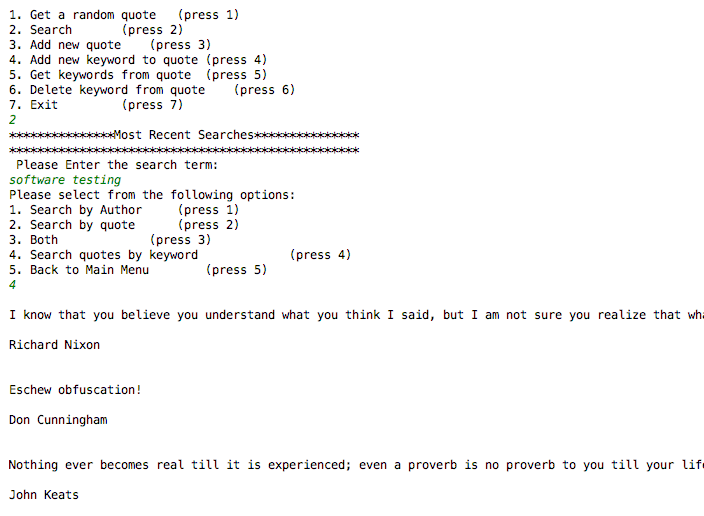 1. Get a random quote (press 1)
2. Search (press 2)
3. Add new quote (press 3)
4. Add new keyword to quote (press 4)
5. Get keywords from quote (press 5)
6. Delete keyword from quote (press 6)
7. Exit (press 7)
2
***************Most Recent Searches***************
**************************************************
Please Enter the search term:
software testing
Please select from the following options:
1. Search by Author (press 1)
2. Search by quote (press 2)
3. Both (press 3)
4. Search quotes by keyword (press 4)
5. Back to Main Menu (press 5)
4
I know that you believe you understand what you think I said, but I am not sure you realize that
Richard Nixon
Eschew obfuscation!
Don Cunningham
Nothing ever becomes real till it is experienced; even a proverb is no proverb to you till your
John Keats